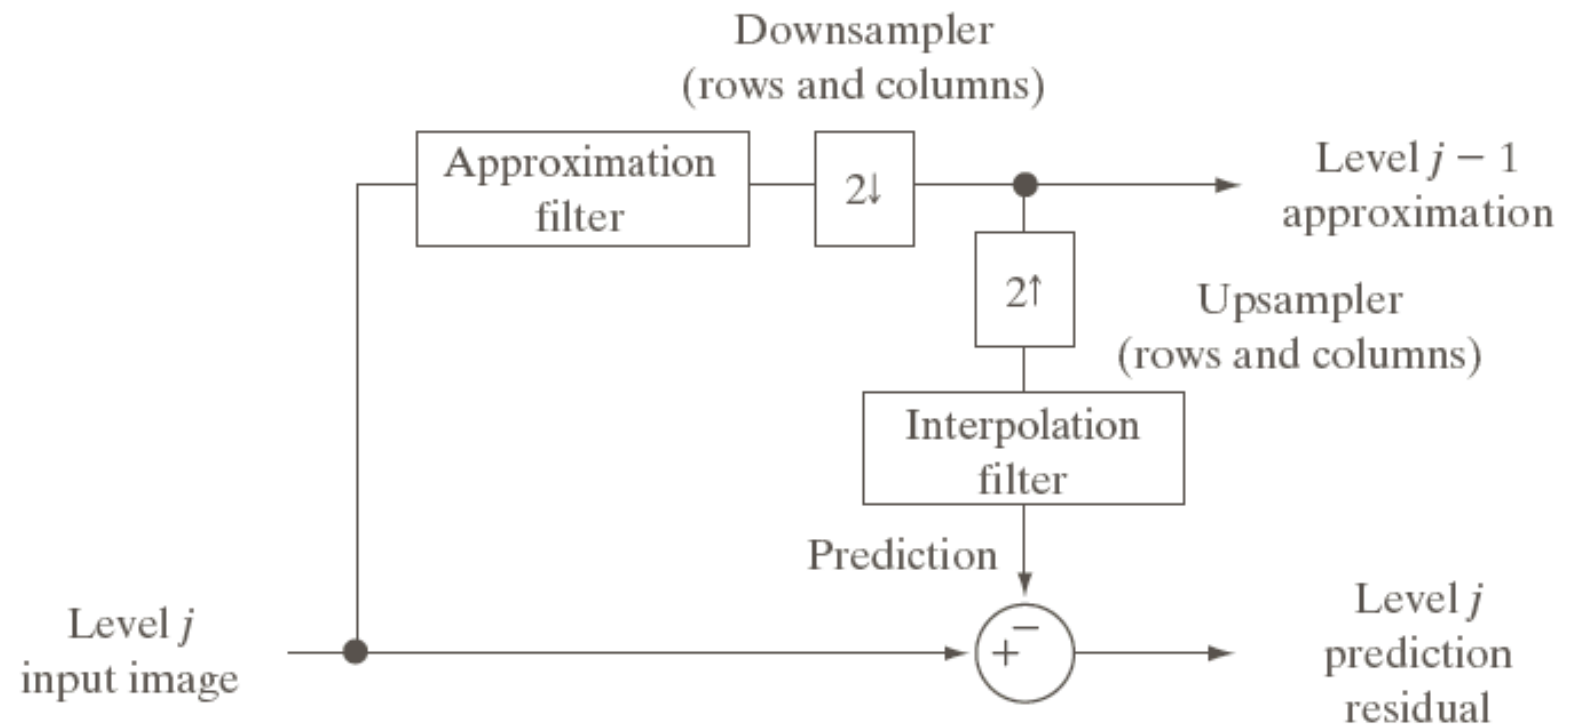 Downsampler
(rows and columns)
Approximation
filter
2↓
Level j − 1
approximation
2↑
Upsampler
(rows and columns)
Interpolation
filter
Prediction
Level j
input image
+
−
Level j
prediction
residual